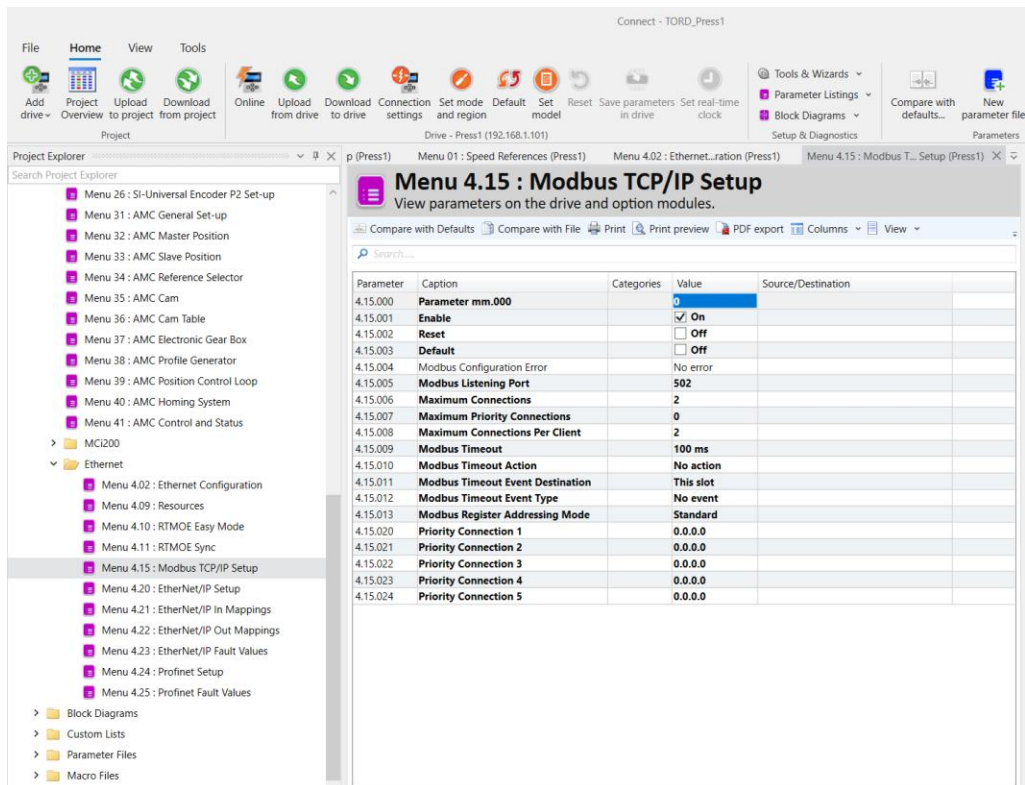 Connect - TORD_Press1
File Home View Tools
Add drive Project Overview Upload to project Download from project Online Upload from drive Download to drive Connection settings Set mode and region Default Set model Reset Save parameters in drive Set real-time clock Tools & Wizards Parameter Listings Block Diagrams Compare with defaults... New parameter file
Project Drive - Press1 (192.168.1.101) Setup & Diagnostics Parameters
Project Explorer
Search Project Explorer
Menu 26 : SI-Universal Encoder P2 Set-up
Menu 31 : AMC General Set-up
Menu 32 : AMC Master Position
Menu 33 : AMC Slave Position
Menu 34 : AMC Reference Selector
Menu 35 : AMC Cam
Menu 36 : AMC Cam Table
Menu 37 : AMC Electronic Gear Box
Menu 38 : AMC Profile Generator
Menu 39 : AMC Position Control Loop
Menu 40 : AMC Homing System
Menu 41 : AMC Control and Status
MCi200
Ethernet
Menu 4.02 : Ethernet Configuration
Menu 4.09 : Resources
Menu 4.10 : RTMOE Easy Mode
Menu 4.11 : RTMOE Sync
Menu 4.15 : Modbus TCP/IP Setup
Menu 4.20 : EtherNet/IP Setup
Menu 4.21 : EtherNet/IP In Mappings
Menu 4.22 : EtherNet/IP Out Mappings
Menu 4.23 : EtherNet/IP Fault Values
Menu 4.24 : Profinet Setup
Menu 4.25 : Profinet Fault Values
Block Diagrams
Custom Lists
Parameter Files
Macro Files
p (Press1) Menu 01 : Speed References (Press1) Menu 4.02 : Ethernet...ration (Press1) Menu 4.15 : Modbus T... Setup (Press1)
Menu 4.15 : Modbus TCP/IP Setup
View parameters on the drive and option modules.
Compare with Defaults Compare with File Print Print preview PDF export Columns View
Search....
Parameter Caption Categories Value Source/Destination
4.15.000 Parameter mm.000 0
4.15.001 Enable On
4.15.002 Reset Off
4.15.003 Default Off
4.15.004 Modbus Configuration Error No error
4.15.005 Modbus Listening Port 502
4.15.006 Maximum Connections 2
4.15.007 Maximum Priority Connections 0
4.15.008 Maximum Connections Per Client 2
4.15.009 Modbus Timeout 100 ms
4.15.010 Modbus Timeout Action No action
4.15.011 Modbus Timeout Event Destination This slot
4.15.012 Modbus Timeout Event Type No event
4.15.013 Modbus Register Addressing Mode Standard
4.15.020 Priority Connection 1 0.0.0.0
4.15.021 Priority Connection 2 0.0.0.0
4.15.022 Priority Connection 3 0.0.0.0
4.15.023 Priority Connection 4 0.0.0.0
4.15.024 Priority Connection 5 0.0.0.0